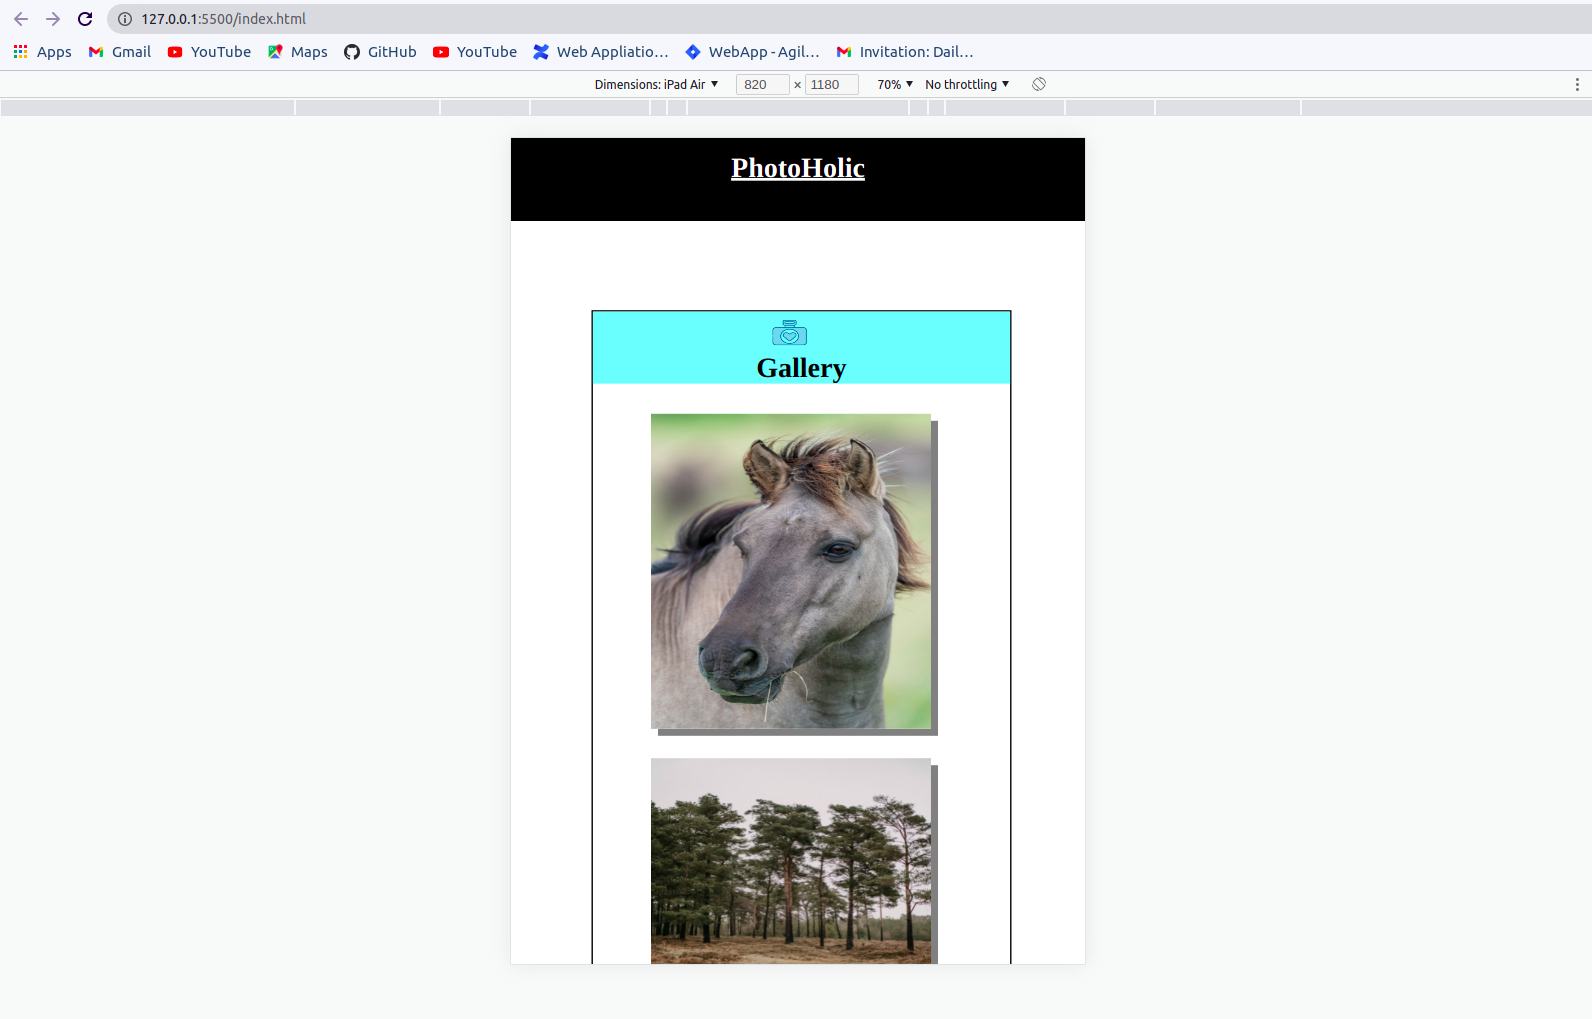 127.0.0.1:5500/index.html
Apps Gmail YouTube Maps GitHub YouTube Web Appliatio… WebApp - Agil… Invitation: Dail…
Dimensions: iPad Air ▼ 820 × 1180 70% ▼ No throttling ▼
PhotoHolic
Gallery